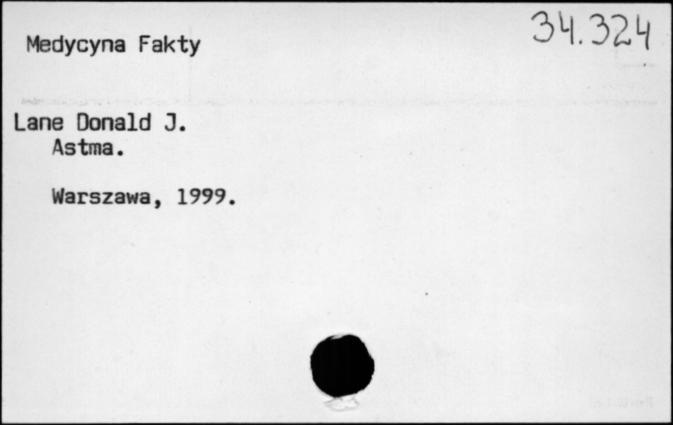 34.324
Medycyna Fakty
Lane Donald J.
Astma.
Warszawa, 1999.